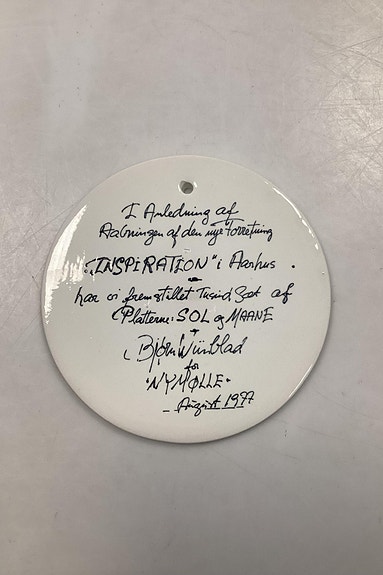 I Anledning af
Aabningen af den nye Forretning
"INSPIRATION" i Aarhus.
har vi fremstillet Tusind Sæt af
Platterne: SOL og MAANE
Bjørn Wiinblad
for
"NYMØLLE"
- August 1977